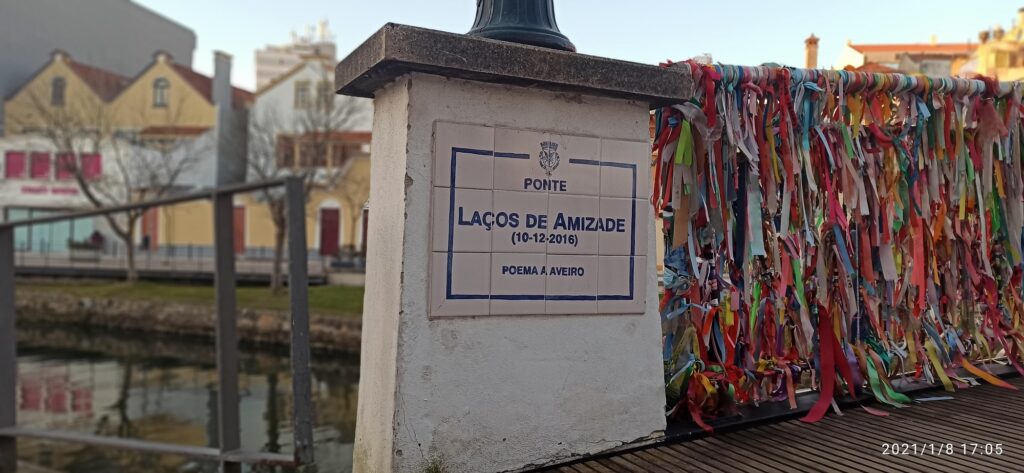 PONTE
LAÇOS DE AMIZADE
(10-12-2016)
POEMA A AVEIRO
2021/1/8 17:05